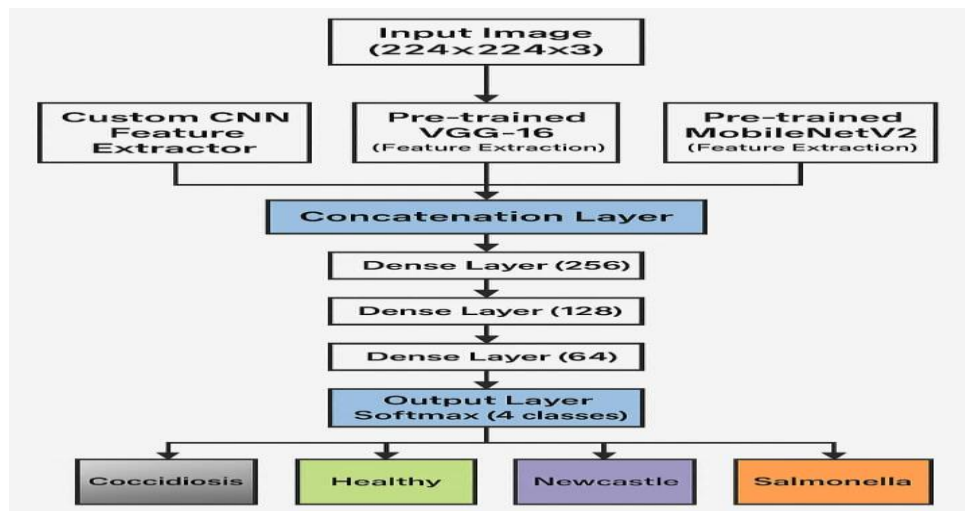 Input Image
(224x224x3)
Custom CNN
Feature
Extractor
Pre-trained
VGG-16
(Feature Extraction)
Pre-trained
MobileNetV2
(Feature Extraction)
Concatenation Layer
Dense Layer (256)
Dense Layer (128)
Dense Layer (64)
Output Layer
Softmax (4 classes)
Coccidiosis
Healthy
Newcastle
Salmonella